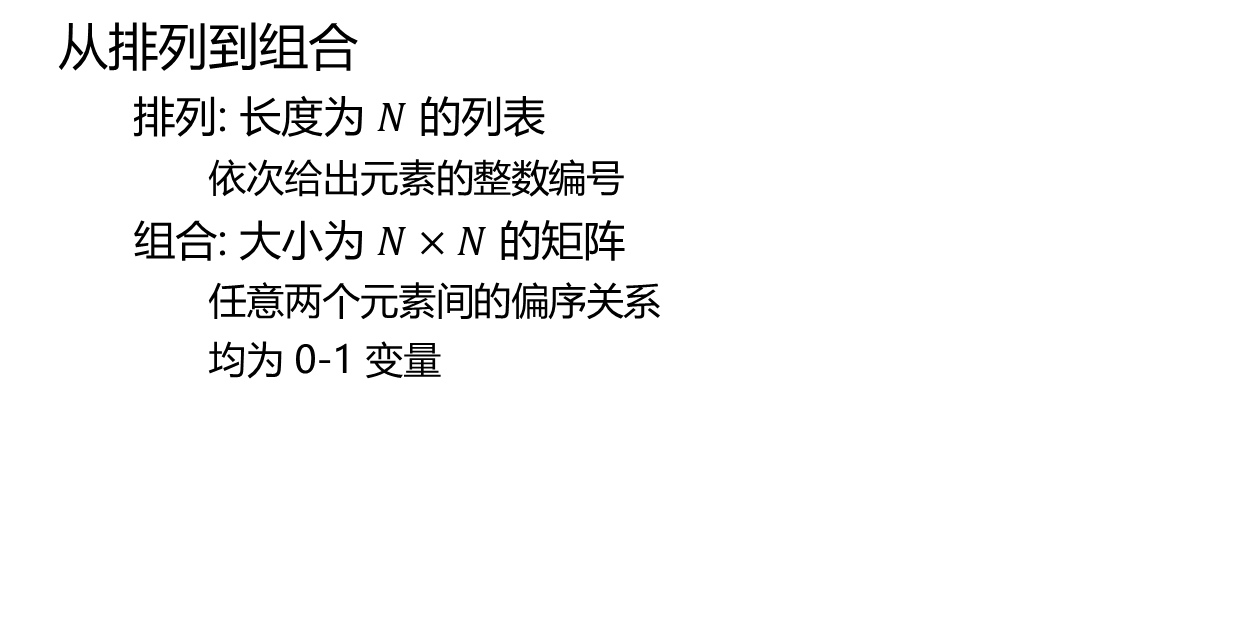 从排列到组合
排列: 长度为 N 的列表
依次给出元素的整数编号
组合: 大小为 N × N 的矩阵
任意两个元素间的偏序关系
均为 0-1 变量